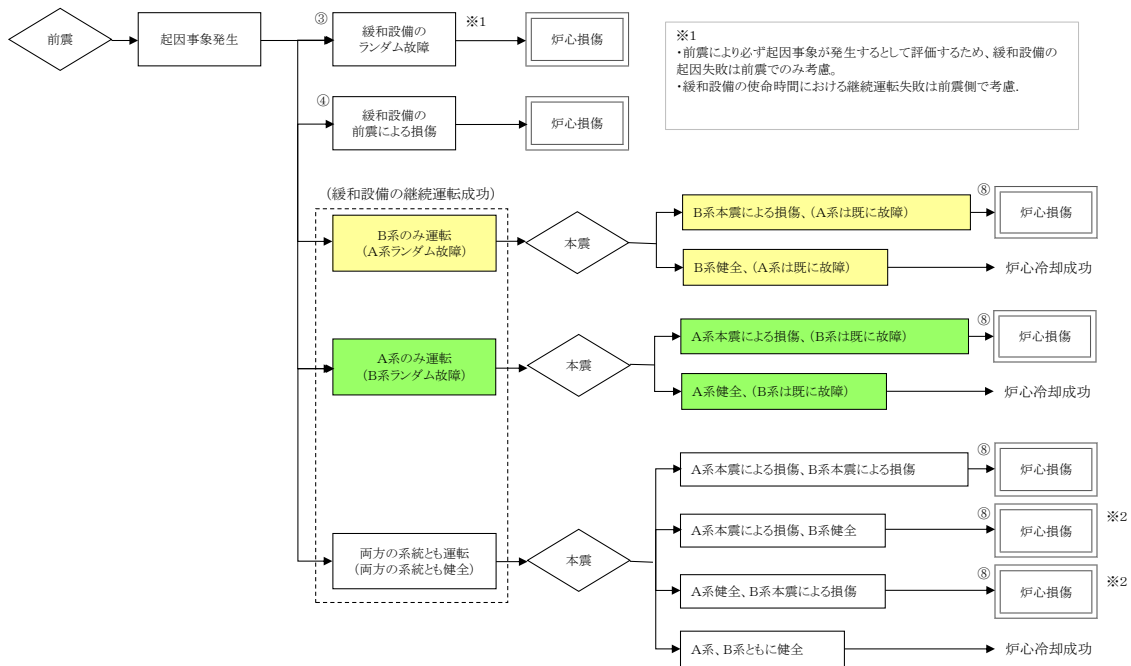 前震
起因事象発生
③
緩和設備の
ランダム故障
※1
炉心損傷
※1
・前震により必ず起因事象が発生するとして評価するため、緩和設備の
起因失敗は前震でのみ考慮。
・緩和設備の使命時間における継続運転失敗は前震側で考慮.
④
緩和設備の
前震による損傷
炉心損傷
(緩和設備の継続運転成功)
B系のみ運転
(A系ランダム故障)
本震
B系本震による損傷、(A系は既に故障)
⑧
炉心損傷
B系健全、(A系は既に故障)
炉心冷却成功
A系のみ運転
(B系ランダム故障)
本震
A系本震による損傷、(B系は既に故障)
⑧
炉心損傷
A系健全、(B系は既に故障)
炉心冷却成功
両方の系統とも運転
(両方の系統とも健全)
本震
A系本震による損傷、B系本震による損傷
⑧
炉心損傷
A系本震による損傷、B系健全
⑧
炉心損傷
※2
A系健全、B系本震による損傷
⑧
炉心損傷
※2
A系、B系ともに健全
炉心冷却成功